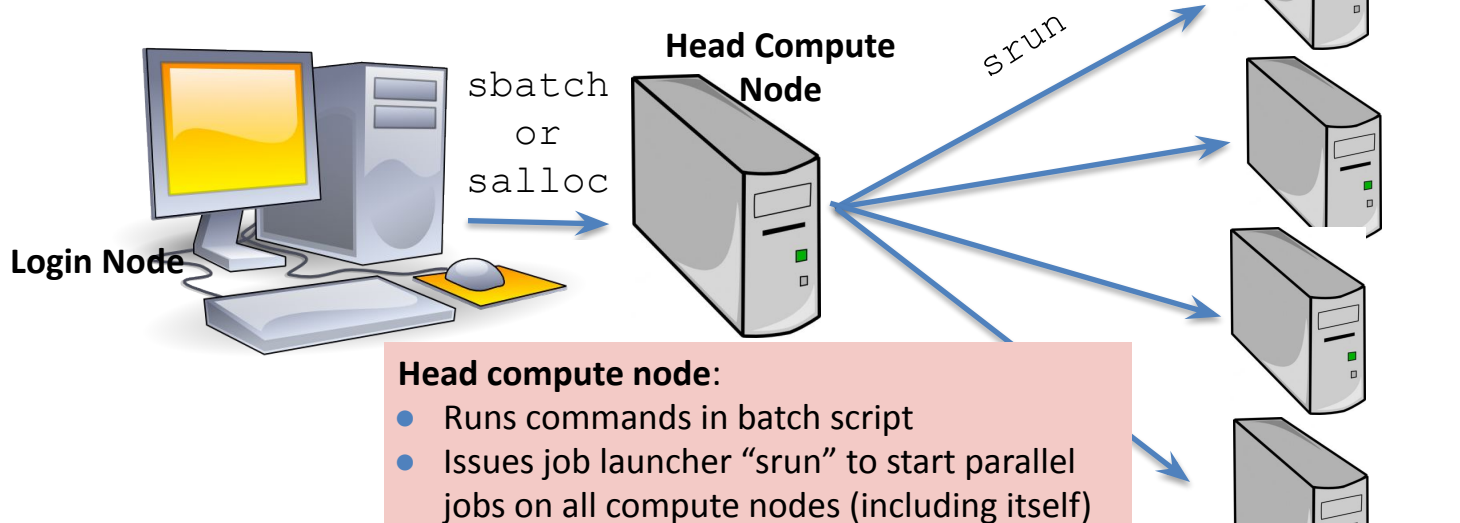 Head Compute
Node
srun
sbatch
or
salloc
Login Node
Head compute node:
● Runs commands in batch script
● Issues job launcher “srun” to start parallel
jobs on all compute nodes (including itself)